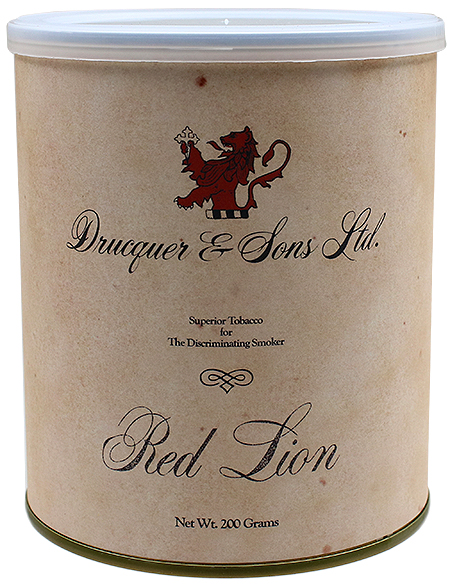 Drucquer & Sons Ltd.
Superior Tobacco
for
The Discriminating Smoker
Red Lion
Net Wt. 200 Grams